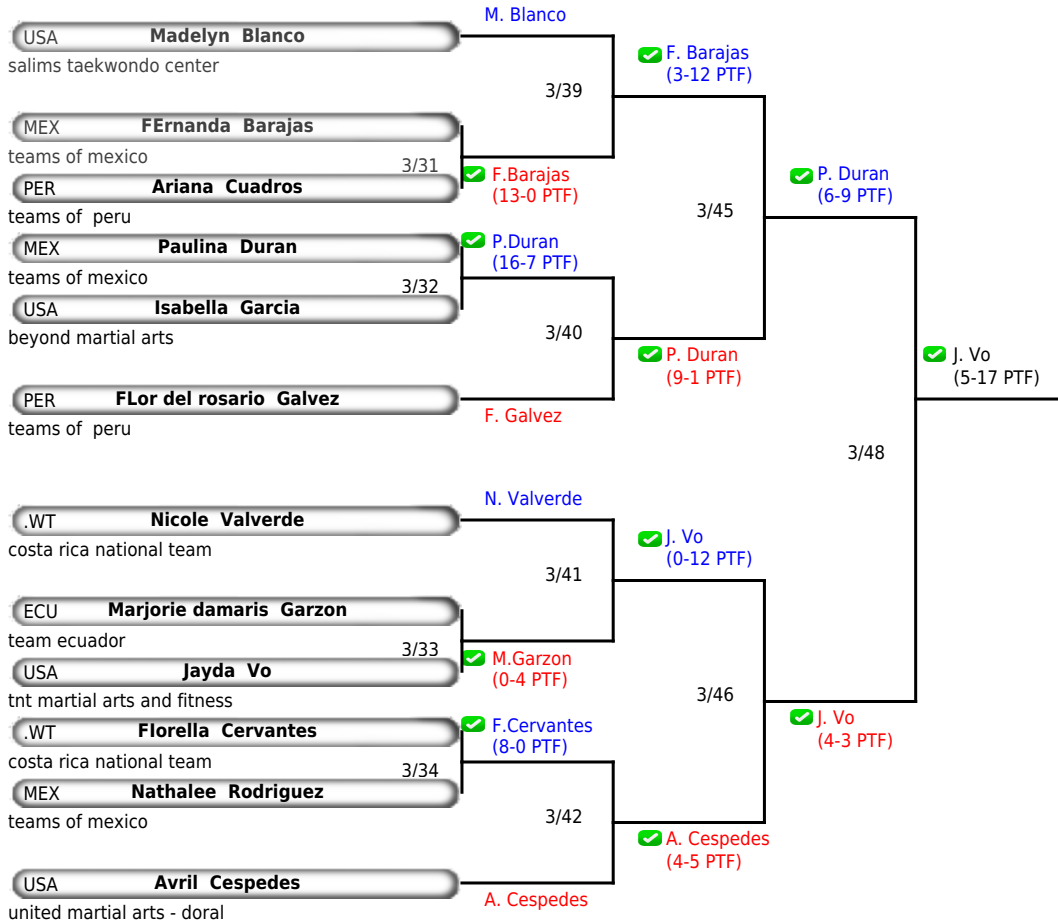 M. Blanco
USA Madelyn Blanco
salims taekwondo center
F. Barajas
(3-12 PTF)
3/39
MEX FErnanda Barajas
teams of mexico
3/31
F.Barajas
(13-0 PTF)
PER Ariana Cuadros
teams of peru
P. Duran
(6-9 PTF)
3/45
MEX Paulina Duran
teams of mexico
P.Duran
(16-7 PTF)
3/32
USA Isabella Garcia
beyond martial arts
3/40
P. Duran
(9-1 PTF)
J. Vo
(5-17 PTF)
PER FLor del rosario Galvez
teams of peru
F. Galvez
3/48
N. Valverde
.WT Nicole Valverde
costa rica national team
J. Vo
(0-12 PTF)
3/41
ECU Marjorie damaris Garzon
team ecuador
3/33
M.Garzon
(0-4 PTF)
USA Jayda Vo
tnt martial arts and fitness
3/46
J. Vo
(4-3 PTF)
.WT FIorella Cervantes
costa rica national team
F.Cervantes
(8-0 PTF)
3/34
MEX Nathalee Rodriguez
teams of mexico
3/42
A. Cespedes
(4-5 PTF)
USA Avril Cespedes
united martial arts - doral
A. Cespedes